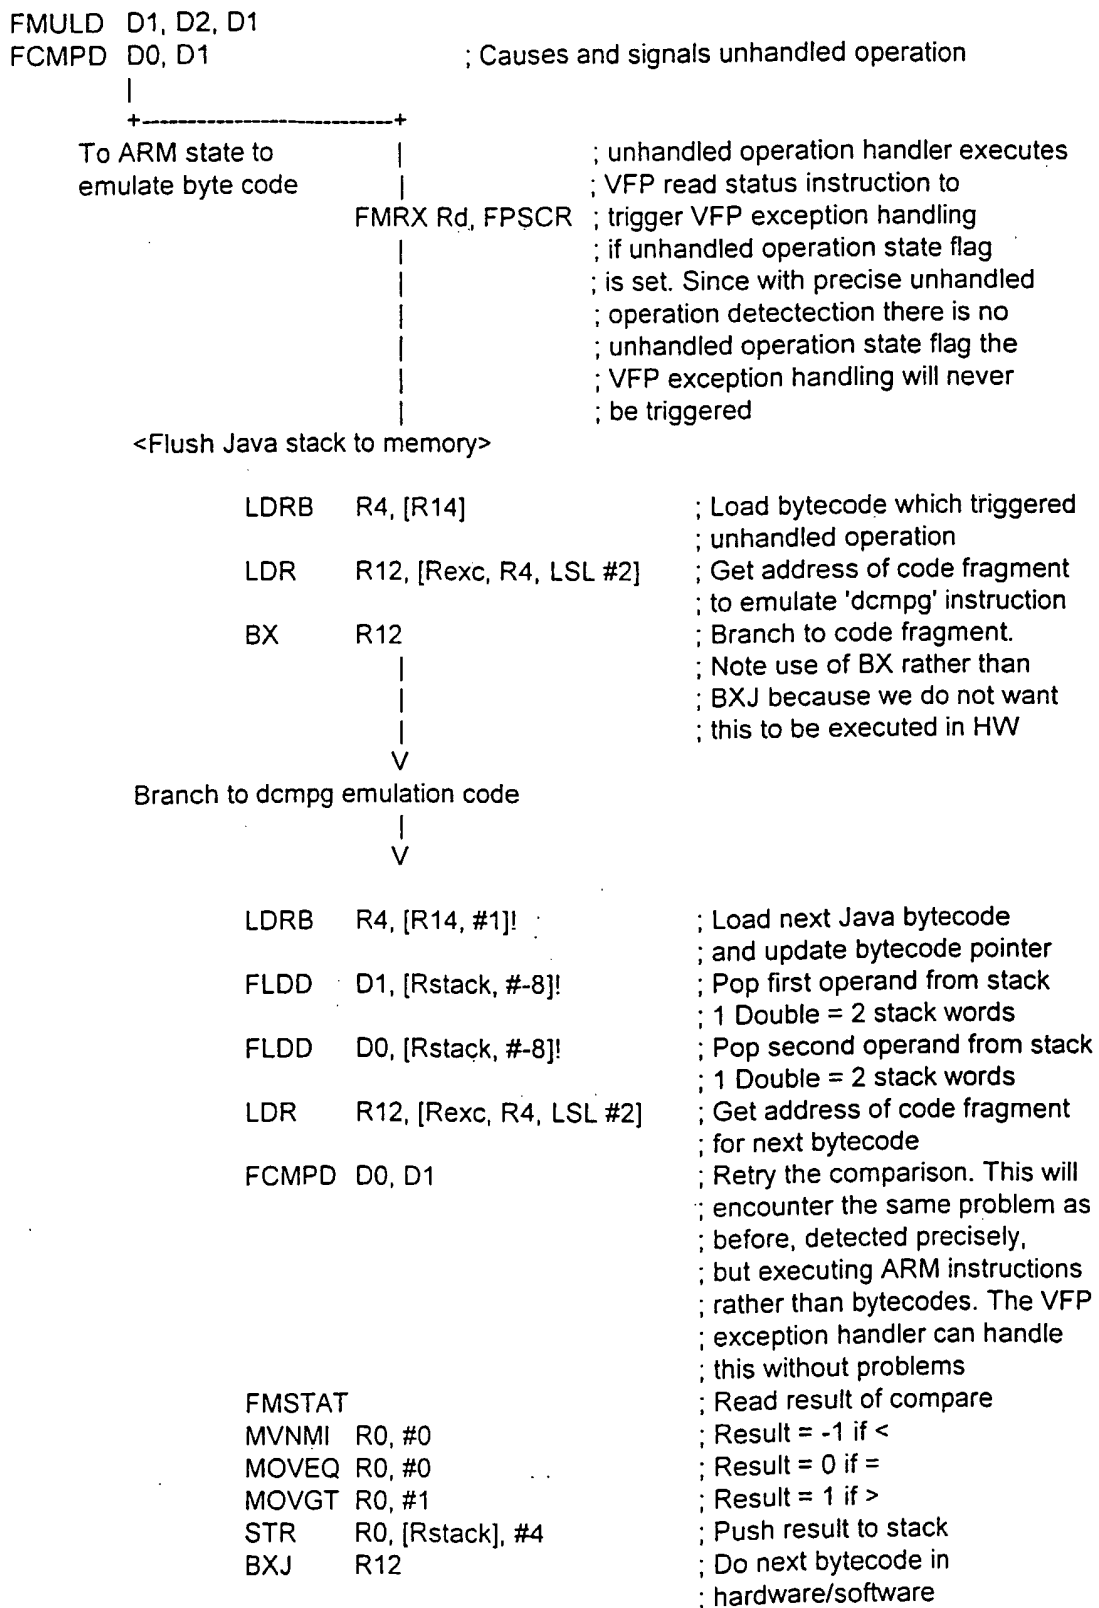 FMULD D1, D2, D1
FCMPD D0, D1 ; Causes and signals unhandled operation
|
+---------------------------+
To ARM state to | ; unhandled operation handler executes
emulate byte code | ; VFP read status instruction to
FMRX Rd, FPSCR ; trigger VFP exception handling
| ; if unhandled operation state flag
| ; is set. Since with precise unhandled
| ; operation detectection there is no
| ; unhandled operation state flag the
| ; VFP exception handling will never
| ; be triggered
<Flush Java stack to memory>
LDRB R4, [R14] ; Load bytecode which triggered
; unhandled operation
LDR R12, [Rexc, R4, LSL #2] ; Get address of code fragment
; to emulate 'dcmpg' instruction
BX R12 ; Branch to code fragment.
| ; Note use of BX rather than
| ; BXJ because we do not want
| ; this to be executed in HW
V
Branch to dcmpg emulation code
|
V
LDRB R4, [R14, #1]! ; Load next Java bytecode
; and update bytecode pointer
FLDD D1, [Rstack, #-8]! ; Pop first operand from stack
; 1 Double = 2 stack words
FLDD D0, [Rstack, #-8]! ; Pop second operand from stack
; 1 Double = 2 stack words
LDR R12, [Rexc, R4, LSL #2] ; Get address of code fragment
; for next bytecode
FCMPD D0, D1 ; Retry the comparison. This will
; encounter the same problem as
; before, detected precisely,
; but executing ARM instructions
; rather than bytecodes. The VFP
; exception handler can handle
; this without problems
FMSTAT ; Read result of compare
MVNMI R0, #0 ; Result = -1 if <
MOVEQ R0, #0 ; Result = 0 if =
MOVGT R0, #1 ; Result = 1 if >
STR R0, [Rstack], #4 ; Push result to stack
BXJ R12 ; Do next bytecode in
; hardware/software